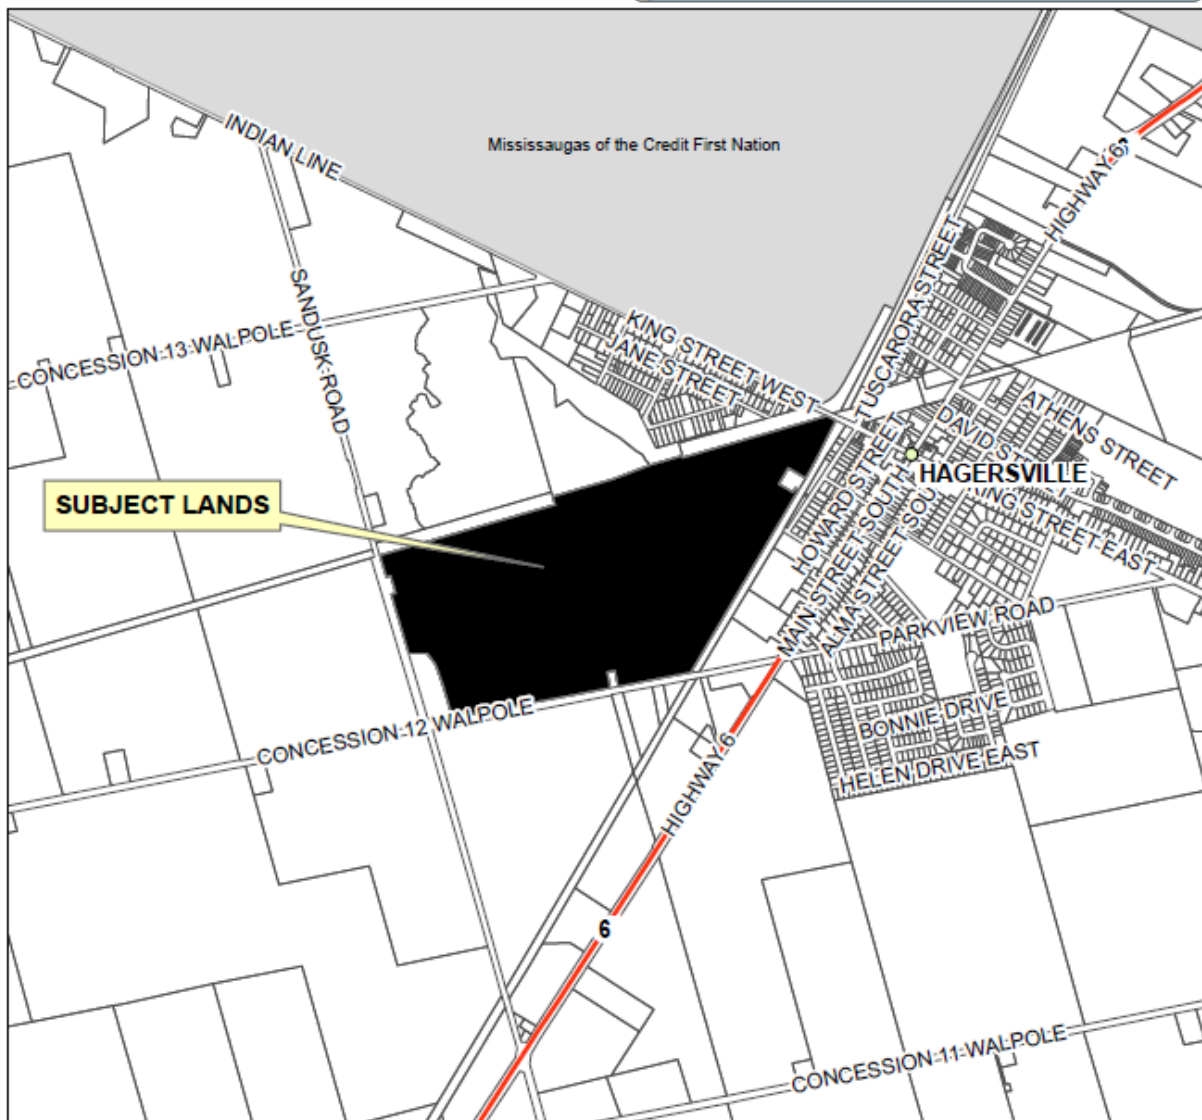 INDIAN LINE
Mississaugas of the Credit First Nation
HIGHWAY 6
SANDUSK ROAD
TUSCARORA STREET
CONCESSION 13 WALPOLE
KING STREET WEST
JANE STREET
ATHENS STREET
DAVID
HAGERSVILLE
SUBJECT LANDS
HOWARD STREET
KING STREET EAST
MAIN STREET SOUTH
ALMA STREET SOU
PARKVIEW ROAD
CONCESSION 12 WALPOLE
BONNIE DRIVE
HELEN DRIVE EAST
HIGHWAY 6
6
CONCESSION 11 WALPOLE